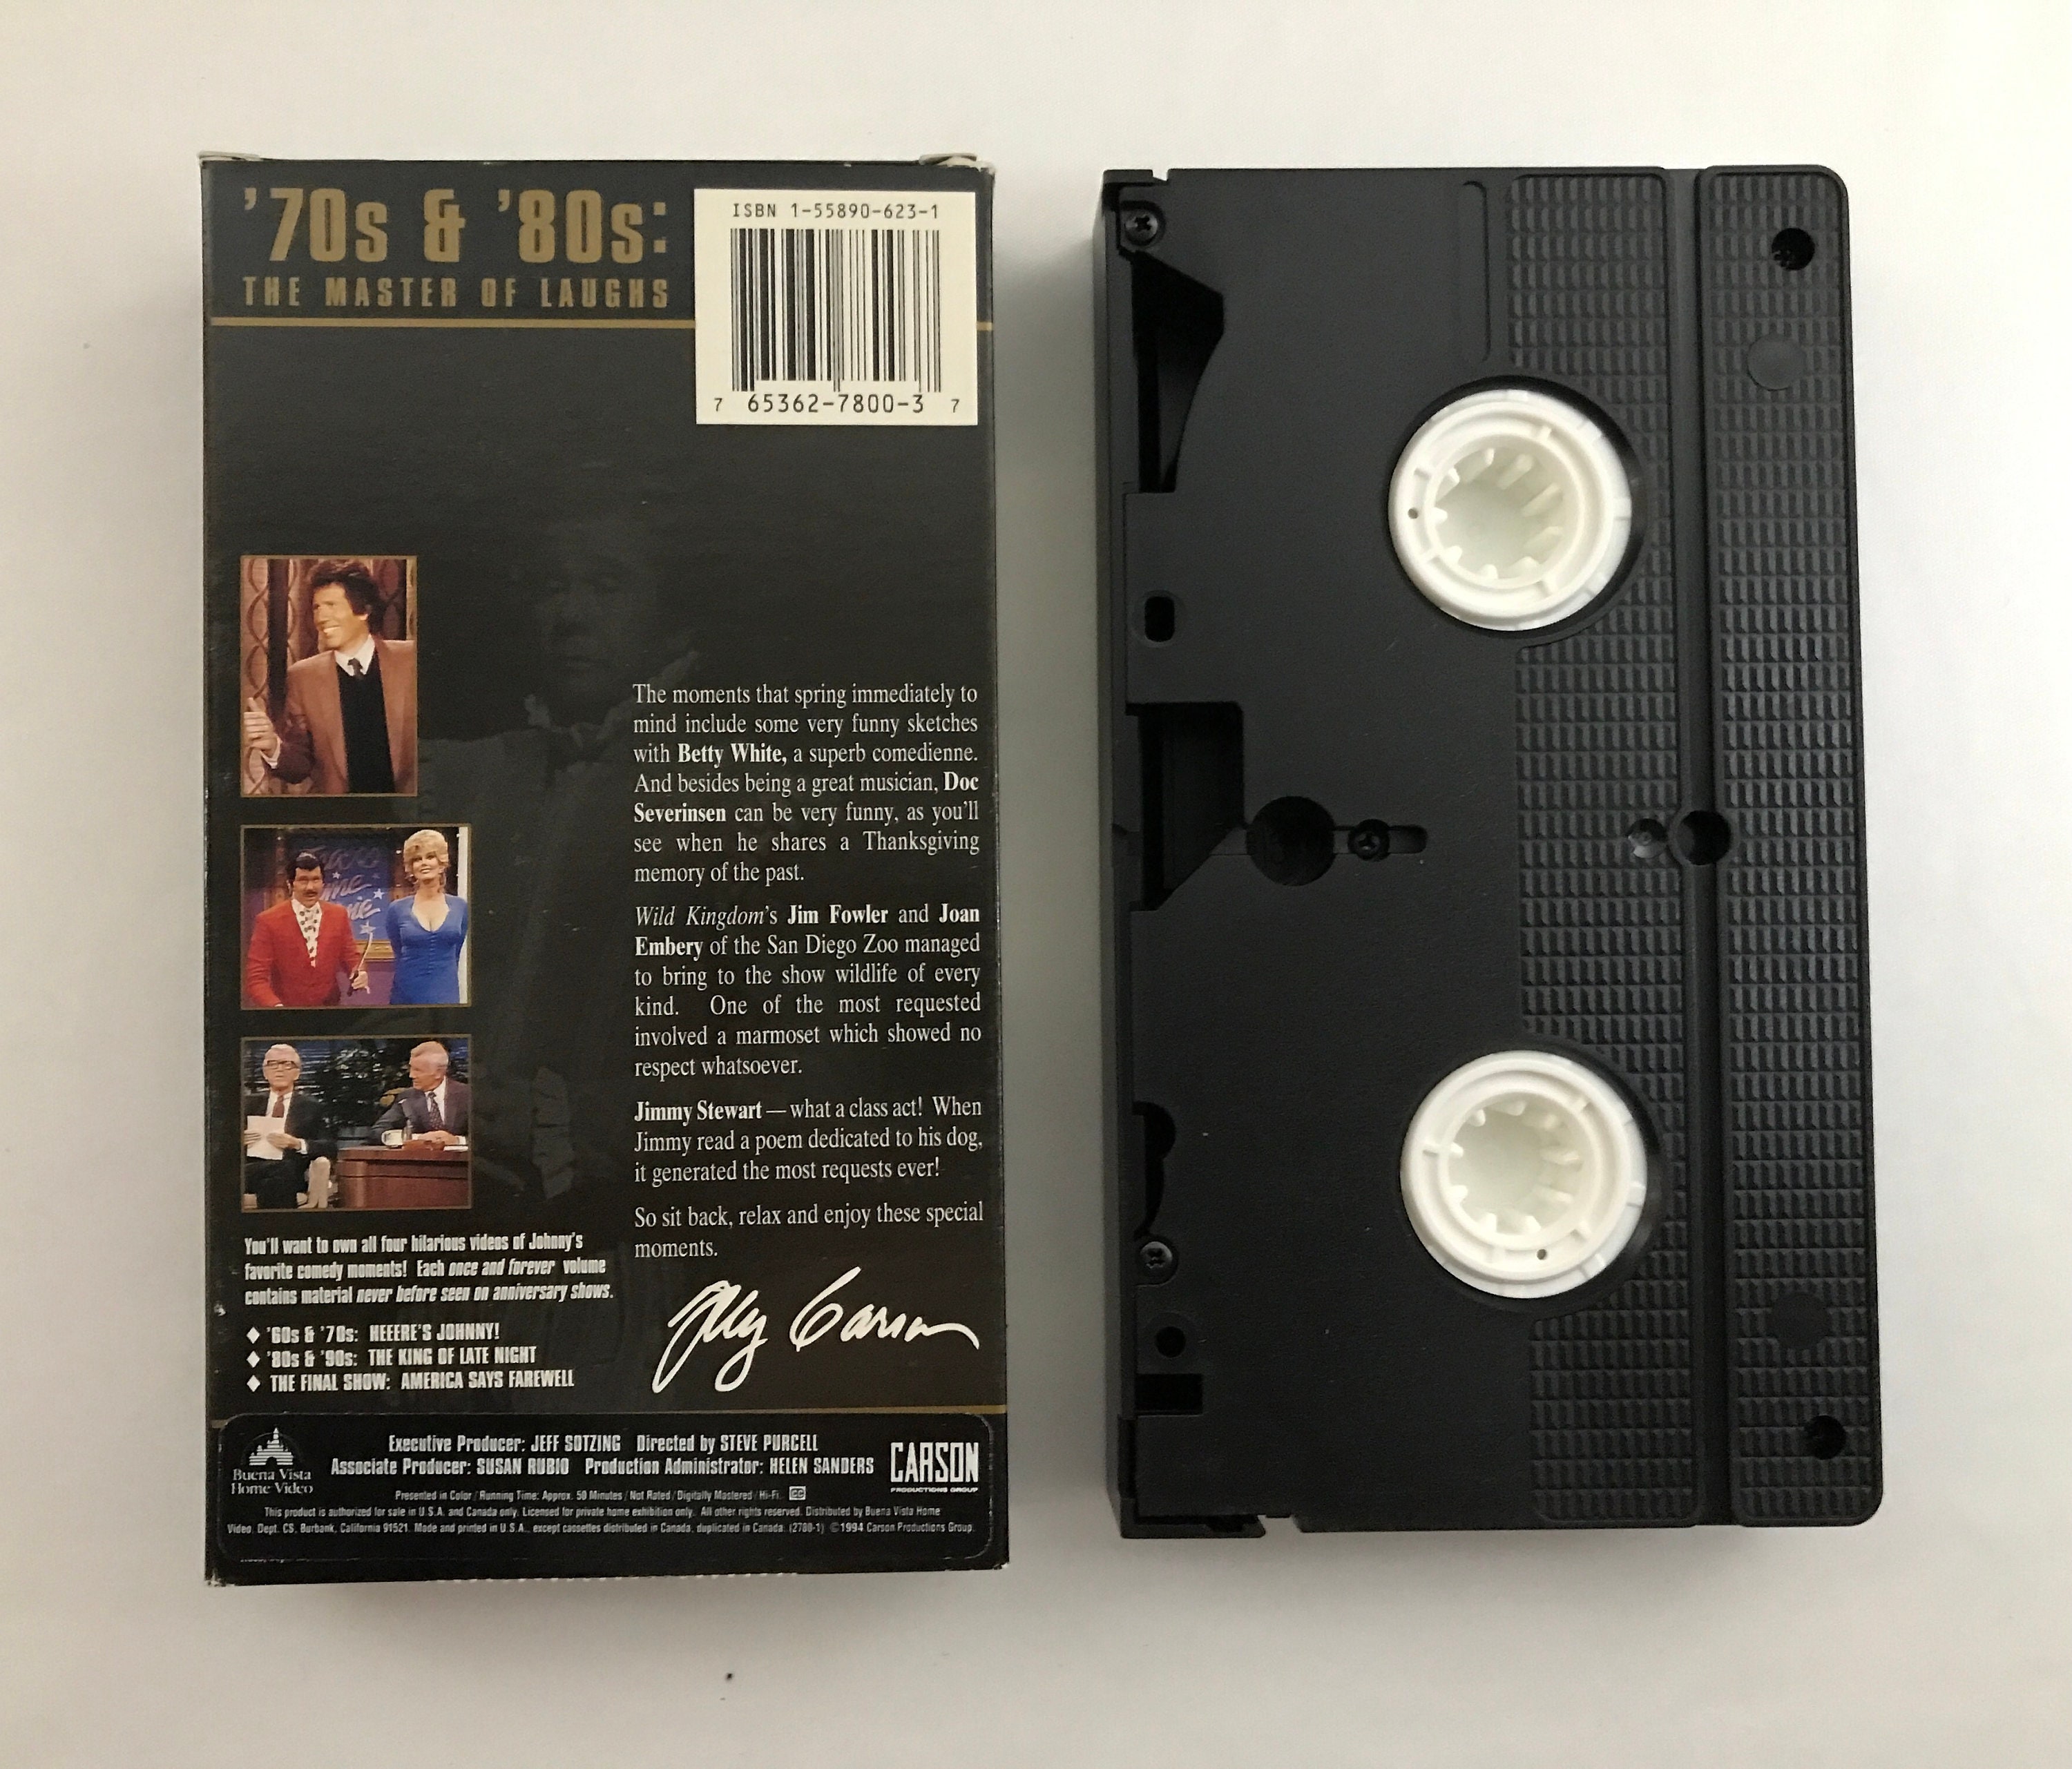 '70s & '80s:
THE MASTER OF LAUGHS
ISBN 1-55890-623-1
7 65362-7800-3 7
The moments that spring immediately to
mind include some very funny sketches
with Betty White, a superb comedienne.
And besides being a great musician, Doc
Severinsen can be very funny, as you'll
see when he shares a Thanksgiving
memory of the past.
Wild Kingdom's Jim Fowler and Joan
Embery of the San Diego Zoo managed
to bring to the show wildlife of every
kind. One of the most requested
involved a marmoset which showed no
respect whatsoever.
Jimmy Stewart — what a class act! When
Jimmy read a poem dedicated to his dog,
it generated the most requests ever!
So sit back, relax and enjoy these special
moments.
Johnny Carson
You'll want to own all four hilarious videos of Johnny's
favorite comedy moments! Each once and forever volume
contains material never before seen on anniversary shows.
♦ '60s & '70s: HEEERE'S JOHNNY!
♦ '80s & '90s: THE KING OF LATE NIGHT
♦ THE FINAL SHOW: AMERICA SAYS FAREWELL
Buena Vista
Home Video
Executive Producer: JEFF SOTZING Directed by STEVE PURCELL
Associate Producer: SUSAN RUBIO Production Administrator: HELEN SANDERS
CARSON
PRODUCTIONS GROUP
Presented in Color / Running Time: Approx. 50 Minutes / Not Rated / Digitally Mastered / Hi-Fi. CC
This product is authorized for sale in U.S.A. and Canada only. Licensed for private home exhibition only. All other rights reserved. Distributed by Buena Vista Home
Video, Dept. CS, Burbank, California 91521. Made and printed in U.S.A., except cassettes distributed in Canada, duplicated in Canada. (2780-1) ©1994 Carson Productions Group.